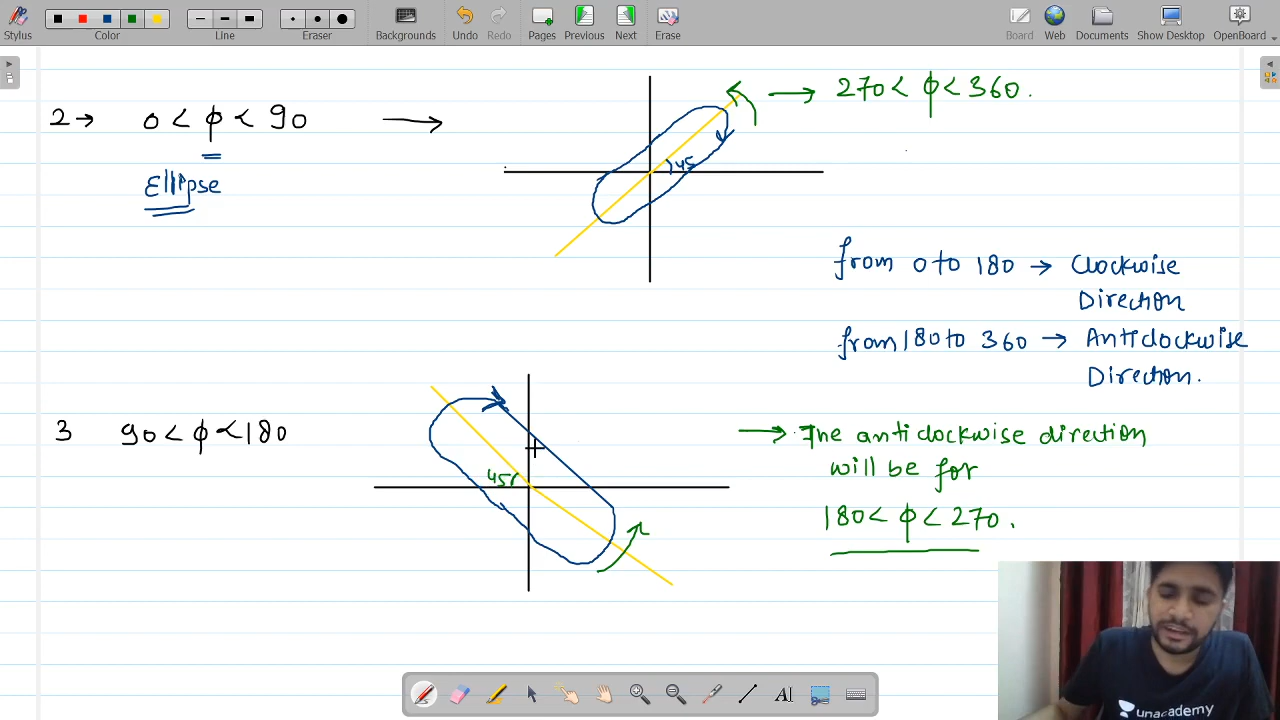 Stylus
Color
Line
Eraser
Backgrounds
Undo
Redo
Pages
Previous
Next
Erase
Board
Web
Documents
Show Desktop
OpenBoard
2→ 0 < ϕ < 90 →
Ellipse
45
→ 270 < ϕ < 360.
from 0 to 180 → Clockwise
Direction
from 180 to 360 → Anticlockwise
Direction.
3 90 < ϕ < 180
45
→ The anticlockwise direction
will be for
180 < ϕ < 270.
unacademy